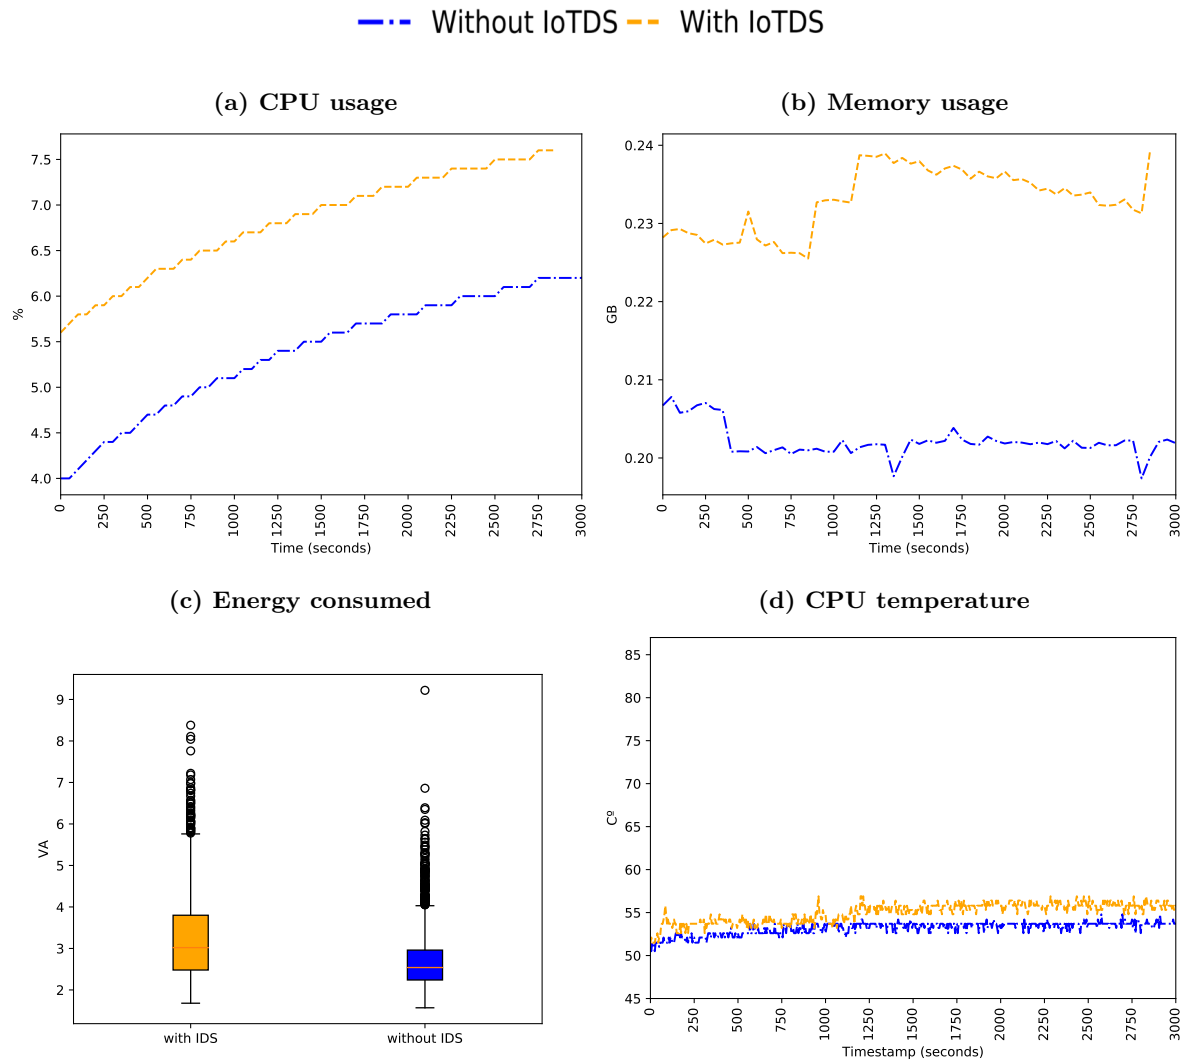 Without IoTDS With IoTDS
(a) CPU usage
7.5
7.0
6.5
6.0
5.5
5.0
4.5
4.0
%
0 250 500 750 1000 1250 1500 1750 2000 2250 2500 2750 3000
Time (seconds)
(b) Memory usage
0.24
0.23
0.22
0.21
0.20
GB
0 250 500 750 1000 1250 1500 1750 2000 2250 2500 2750 3000
Time (seconds)
(c) Energy consumed
9
8
7
6
5
4
3
2
VA
with IDS without IDS
(d) CPU temperature
85
80
75
70
65
60
55
50
45
Cº
0 250 500 750 1000 1250 1500 1750 2000 2250 2500 2750 3000
Timestamp (seconds)